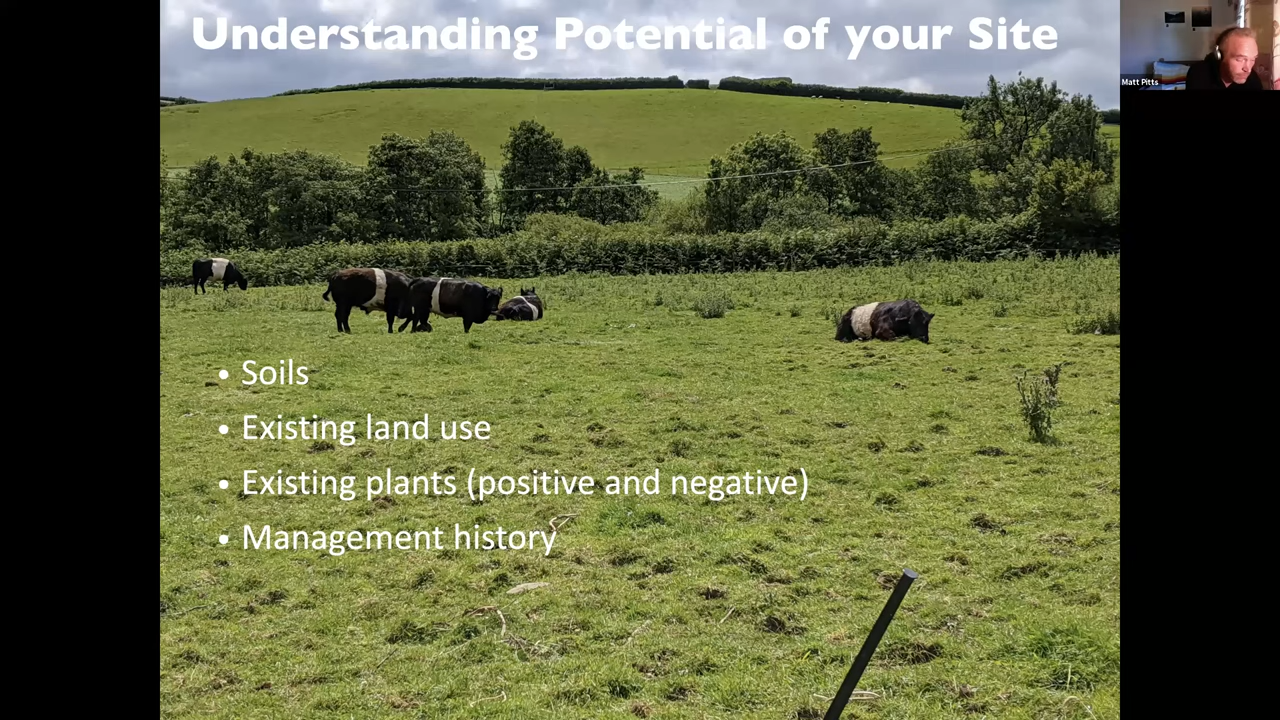 Understanding Potential of your Site
Matt Pitts
• Soils
• Existing land use
• Existing plants (positive and negative)
• Management history